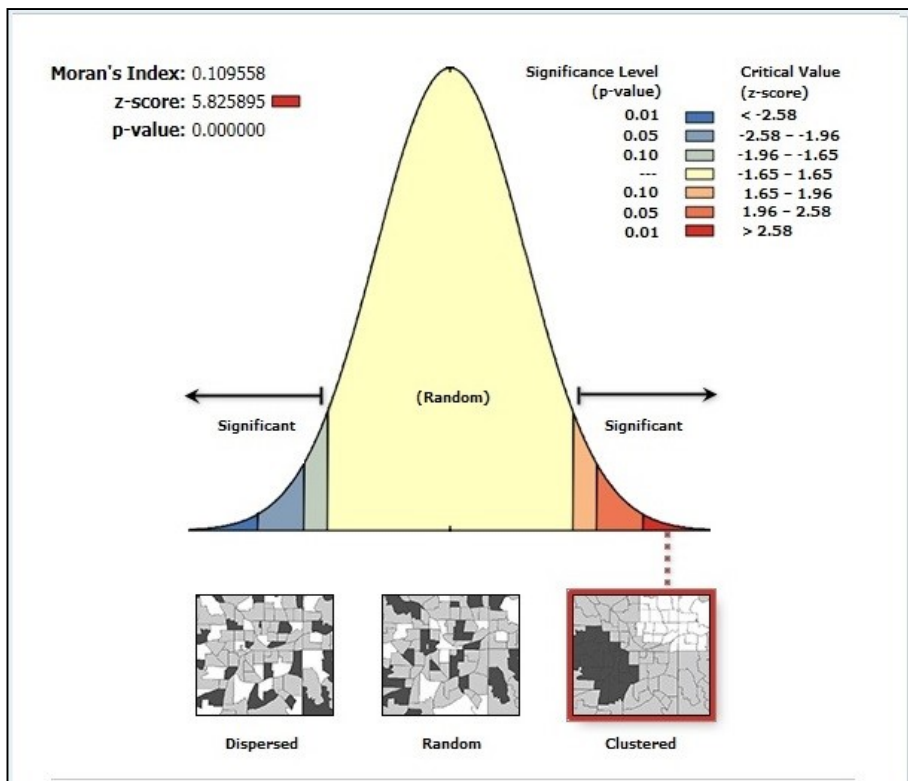 Moran's Index: 0.109558
z-score: 5.825895
p-value: 0.000000
Significance Level
(p-value)
Critical Value
(z-score)
0.01 < -2.58
0.05 -2.58 – -1.96
0.10 -1.96 – -1.65
--- -1.65 – 1.65
0.10 1.65 – 1.96
0.05 1.96 – 2.58
0.01 > 2.58
(Random)
Significant
Significant
Dispersed
Random
Clustered